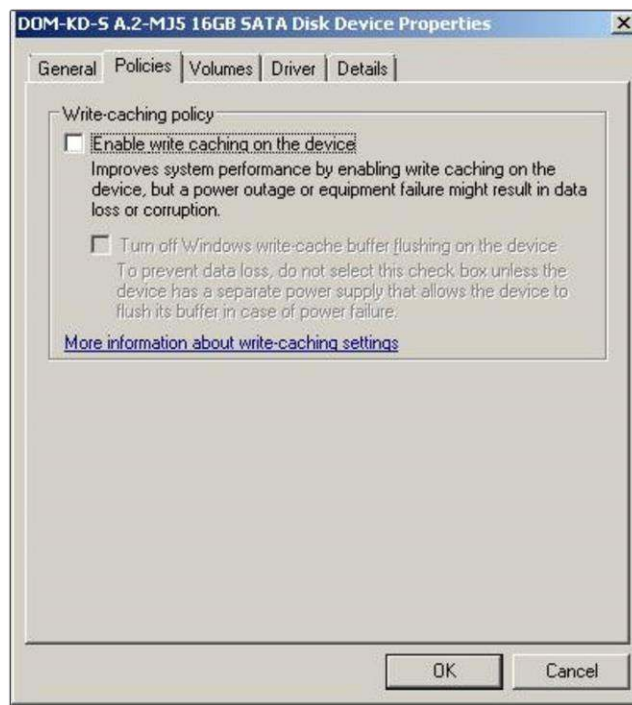 DOM-KD-S A.2-MJ5 16GB SATA Disk Device Properties
General Policies Volumes Driver Details
Write-caching policy
Enable write caching on the device
Improves system performance by enabling write caching on the
device, but a power outage or equipment failure might result in data
loss or corruption.
Turn off Windows write-cache buffer flushing on the device
To prevent data loss, do not select this check box unless the
device has a separate power supply that allows the device to
flush its buffer in case of power failure.
More information about write-caching settings
OK Cancel